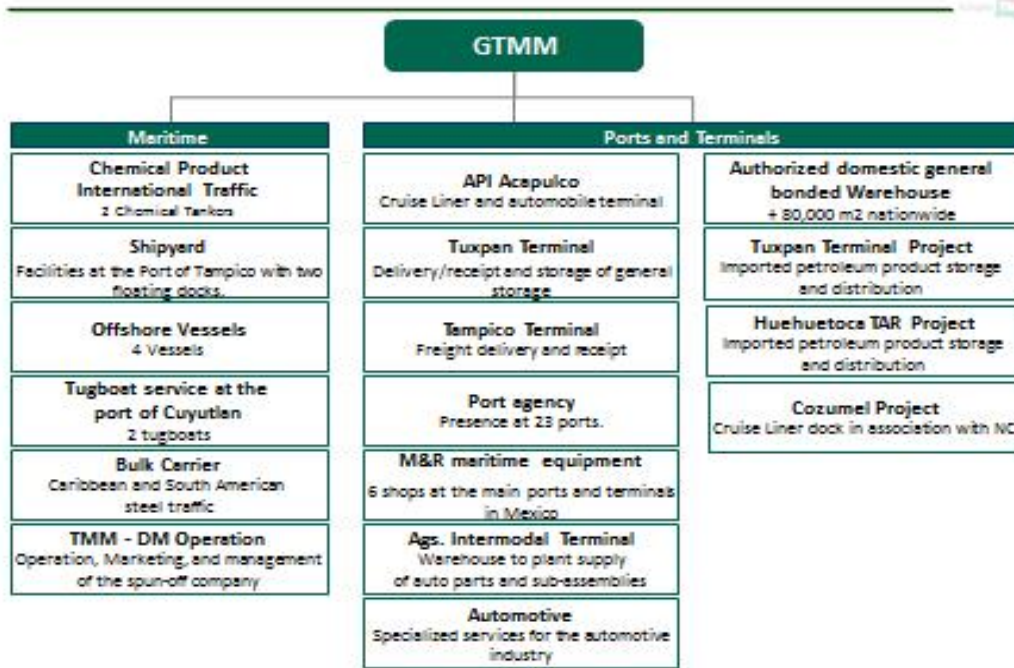 GTMM
Maritime
Chemical Product
International Traffic
2 Chemical Tankers
Shipyard
Facilities at the Port of Tampico with two
floating docks.
Offshore Vessels
4 Vessels
Tugboat service at the
port of Cuyutlan
2 tugboats
Bulk Carrier
Caribbean and South American
steel traffic
TMM - DM Operation
Operation, Marketing, and management
of the spun-off company
Ports and Terminals
API Acapulco
Cruise Liner and automobile terminal
Tuxpan Terminal
Delivery/receipt and storage of general
storage
Tampico Terminal
Freight delivery and receipt
Port agency
Presence at 23 ports.
M&R maritime equipment
6 shops at the main ports and terminals
in Mexico
Ags. Intermodal Terminal
Warehouse to plant supply
of auto parts and sub-assemblies
Automotive
Specialized services for the automotive
industry
Authorized domestic general
bonded Warehouse
+ 80,000 m2 nationwide
Tuxpan Terminal Project
Imported petroleum product storage
and distribution
Huehuetoca TAR Project
Imported petroleum product storage
and distribution
Cozumel Project
Cruise Liner dock in association with